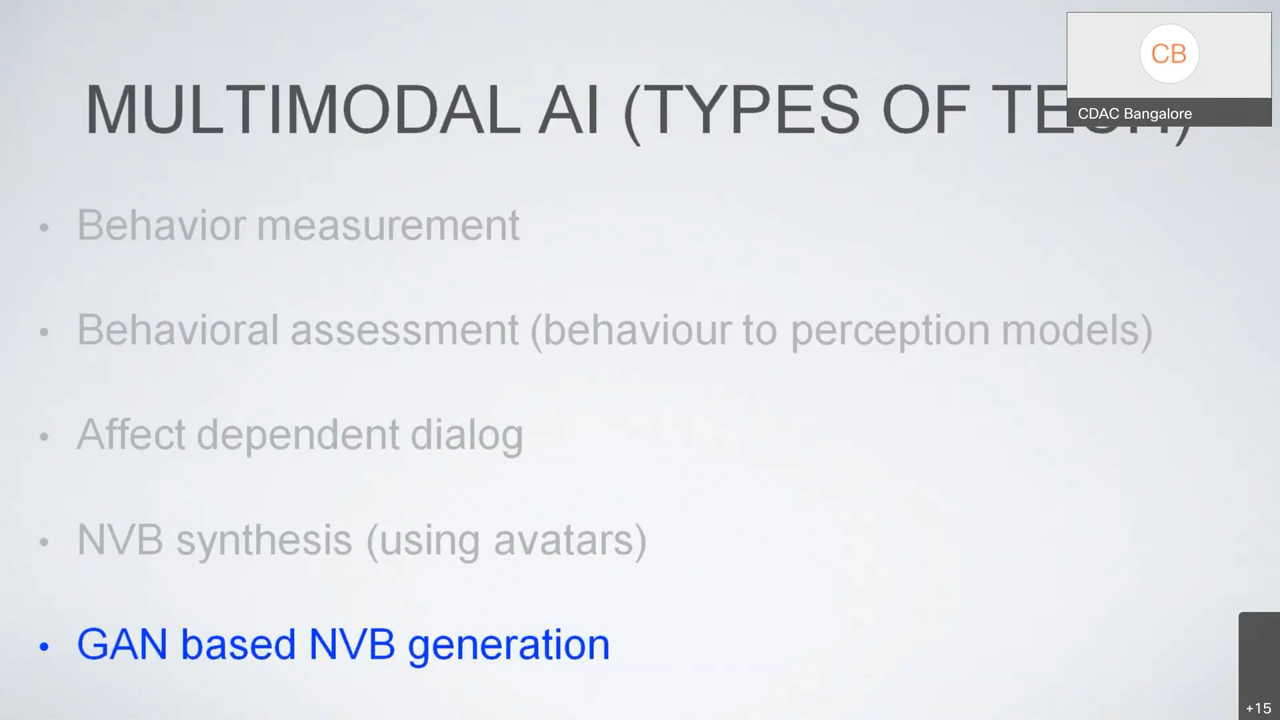 MULTIMODAL AI (TYPES OF TECH)
CB
CDAC Bangalore
• Behavior measurement
• Behavioral assessment (behaviour to perception models)
• Affect dependent dialog
• NVB synthesis (using avatars)
• GAN based NVB generation
+15